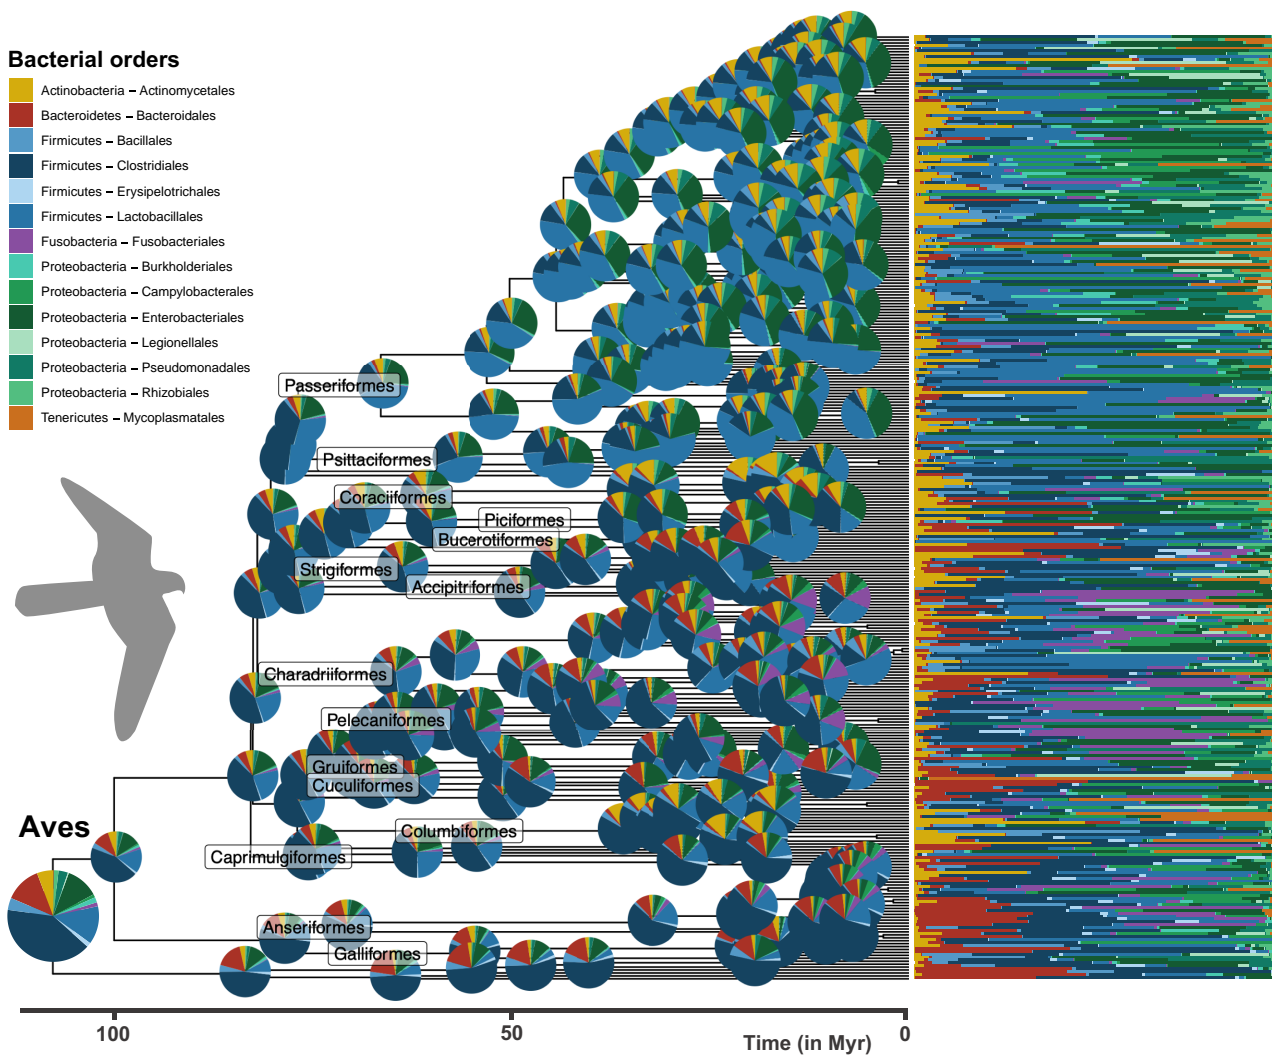 Bacterial orders
Actinobacteria – Actinomycetales
Bacteroidetes – Bacteroidales
Firmicutes – Bacillales
Firmicutes – Clostridiales
Firmicutes – Erysipelotrichales
Firmicutes – Lactobacillales
Fusobacteria – Fusobacteriales
Proteobacteria – Burkholderiales
Proteobacteria – Campylobacterales
Proteobacteria – Enterobacteriales
Proteobacteria – Legionellales
Proteobacteria – Pseudomonadales
Proteobacteria – Rhizobiales
Tenericutes – Mycoplasmatales
Passeriformes
Psittaciformes
Coraciiformes
Piciformes
Bucerotiformes
Strigiformes
Accipitriformes
Charadriiformes
Pelecaniformes
Gruiformes
Cuculiformes
Aves
Columbiformes
Caprimulgiformes
Anseriformes
Galliformes
100
50
0
Time (in Myr)